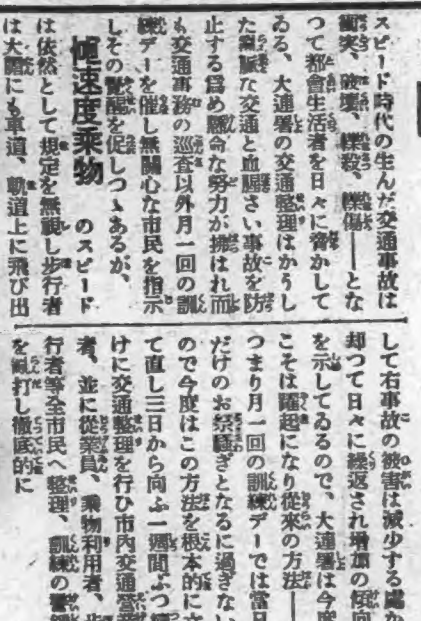 スピード時代の生んだ交通事故は
衝突、破壊、轢殺、轢傷――とな
つて都會生活者を日々に脅かして
ゐる、大連署の交通整理はかうし
た亂脈な交通と血腥さい事故を防
止する爲め懸命な努力が拂はれ而
も交通事務の巡査以外月一回の訓
練デーを催し無關心な市民を指示
しその覺醒を促しつゝあるが、
極速度乘物のスピード
は依然として規定を無視し歩行者
は大膽にも車道、軌道上に飛び出
して右事故の被害は減少する處か
却つて日々に繰返され増加の傾向
を示してゐるので、大連署は今度
こそは躍起になり從來の方法――
つまり月一回の訓練デーでは當日
だけのお祭騷ぎとなるに過ぎない
ので今度はこの方法を根本的に
て直し三日から向ふ一週間ぶつ
けに交通整理を行ひ市内交通營業
者、並に從業員、乘物利用者、歩
行者等全市民へ整理、訓練の警鐘
を亂打し徹底的に